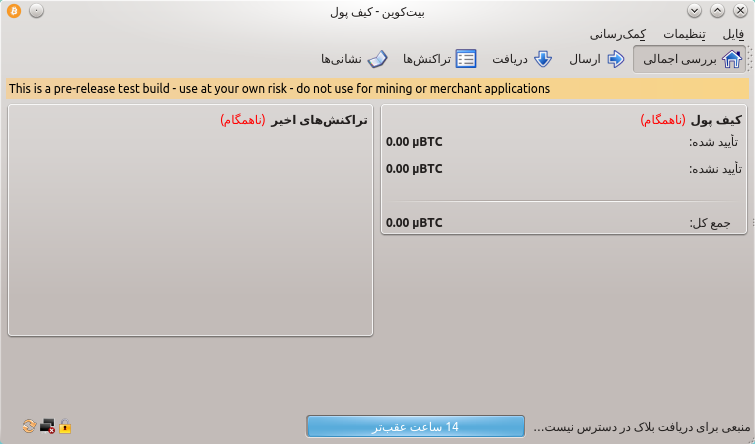 بیت‌کوین - کیف پول
فایل تنظیمات کمک‌رسانی
بررسی اجمالی ارسال دریافت تراکنش‌ها نشانی‌ها
This is a pre-release test build - use at your own risk - do not use for mining or merchant applications
کیف پول (ناهمگام)
تأیید شده: 0.00 µBTC
تأیید نشده: 0.00 µBTC
جمع کل: 0.00 µBTC
تراکنش‌های اخیر (ناهمگام)
منبعی برای دریافت بلاک در دسترس نیست... 14 ساعت عقب‌تر